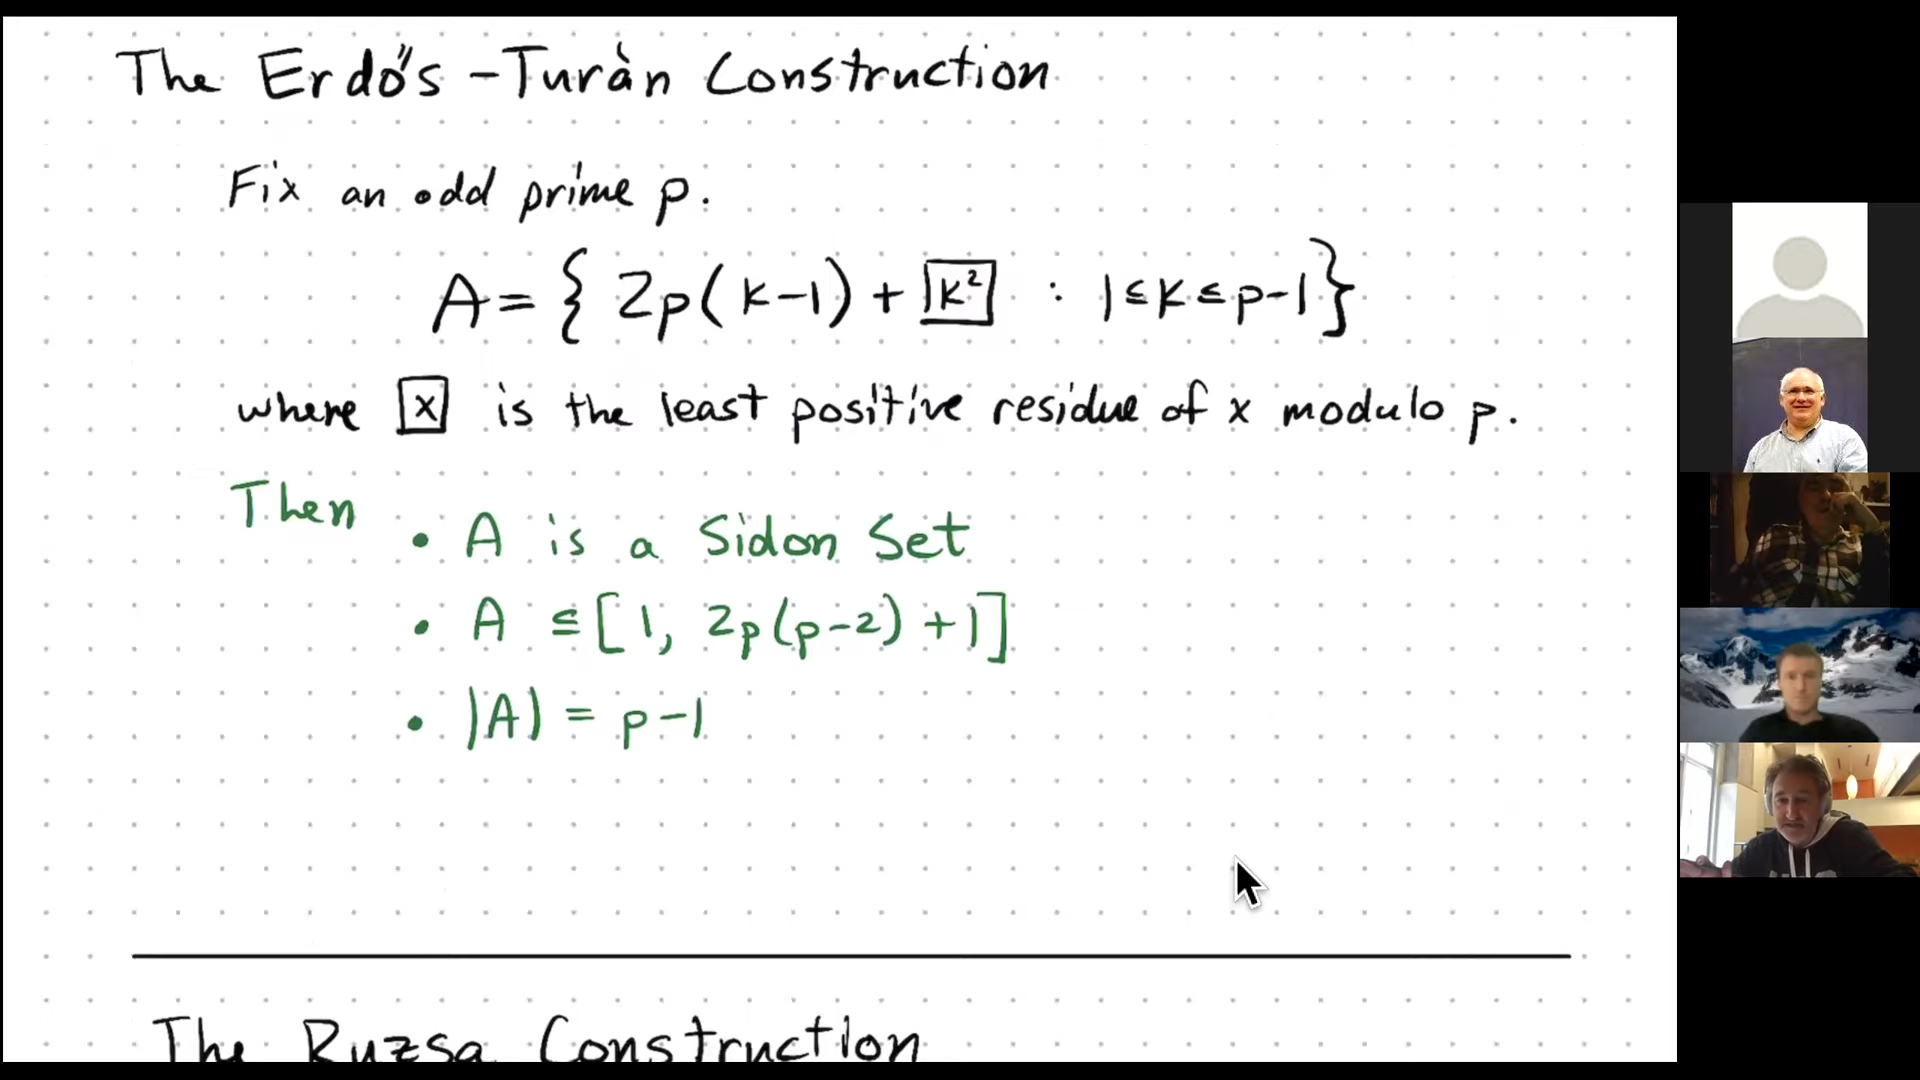 The Erdős - Turàn Construction
Fix an odd prime p.
A = { 2p(k-1) + [k²] : 1 ≤ k ≤ p-1 }
where [x] is the least positive residue of x modulo p.
Then
• A is a Sidon Set
• A ⊆ [1, 2p(p-2) + 1]
• |A| = p-1
The Ruzsa Construction